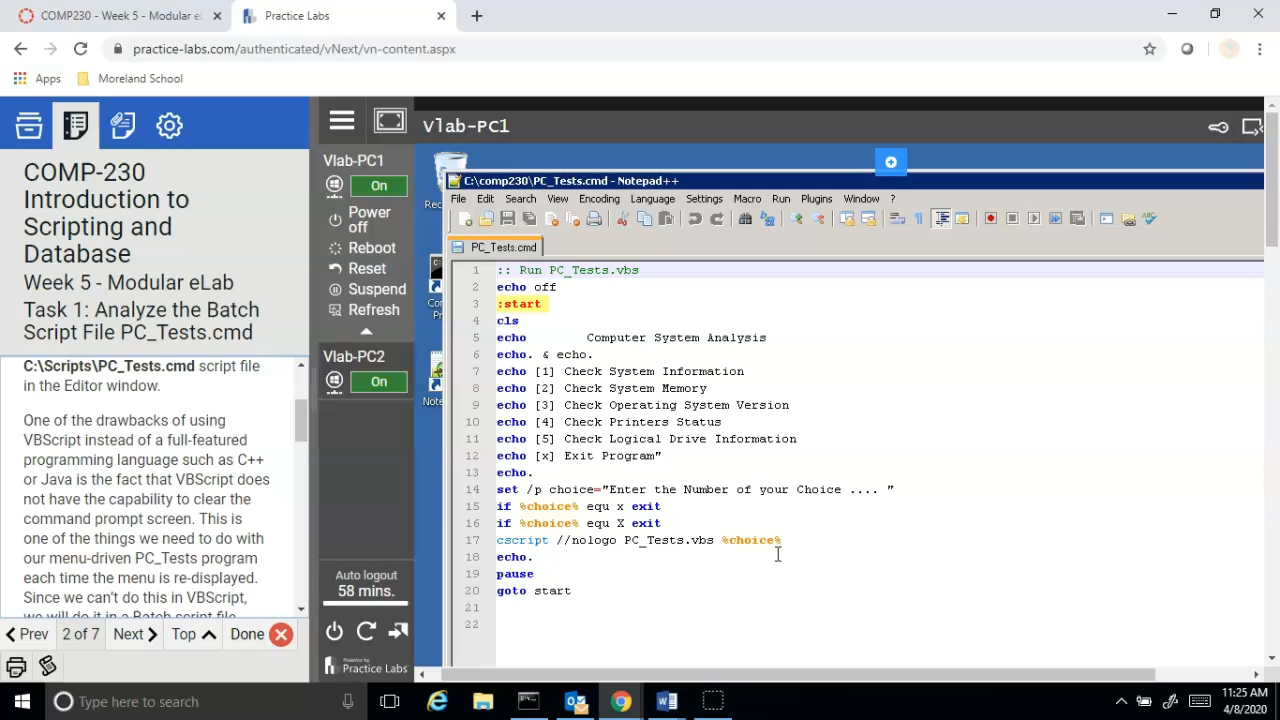 COMP230 - Week 5 - Modular eL
Practice Labs
practice-labs.com/authenticated/vNext/vn-content.aspx
Apps
Moreland School
COMP-230
Introduction to
Scripting and
Database
Week 5 - Modular eLab
Task 1: Analyze the Batch
Script File PC_Tests.cmd
C:\Scripts\PC_Tests.cmd script file
in the Editor window.
One of the drawbacks of using
VBScript instead of a full-featured
programming language such as C++
or Java is the fact that VBScript does
not have the capability to clear the
command prompt screen. This is
one of the things we need to do with
our menu-driven PC_Tests program
each time the menu is re-displayed.
Since we can't do this in VBScript,
we will do it in a Batch script file
Prev
2 of 7
Next
Top
Done
Vlab-PC1
On
Power
off
Reboot
Reset
Suspend
Refresh
Vlab-PC2
On
Auto logout
58 mins.
Powered by
Practice Labs
Vlab-PC1
Rec
Co
P
Note
C:\comp230\PC_Tests.cmd - Notepad++
File Edit Search View Encoding Language Settings Macro Run Plugins Window ?
PC_Tests.cmd
1 :: Run PC_Tests.vbs
2 echo off
3 :start
4 cls
5 echo Computer System Analysis
6 echo. & echo.
7 echo [1] Check System Information
8 echo [2] Check System Memory
9 echo [3] Check Operating System Version
10 echo [4] Check Printers Status
11 echo [5] Check Logical Drive Information
12 echo [x] Exit Program"
13 echo.
14 set /p choice="Enter the Number of your Choice .... "
15 if %choice% equ x exit
16 if %choice% equ X exit
17 cscript //nologo PC_Tests.vbs %choice%
18 echo.
19 pause
20 goto start
21
22
Type here to search
11:25 AM
4/8/2020